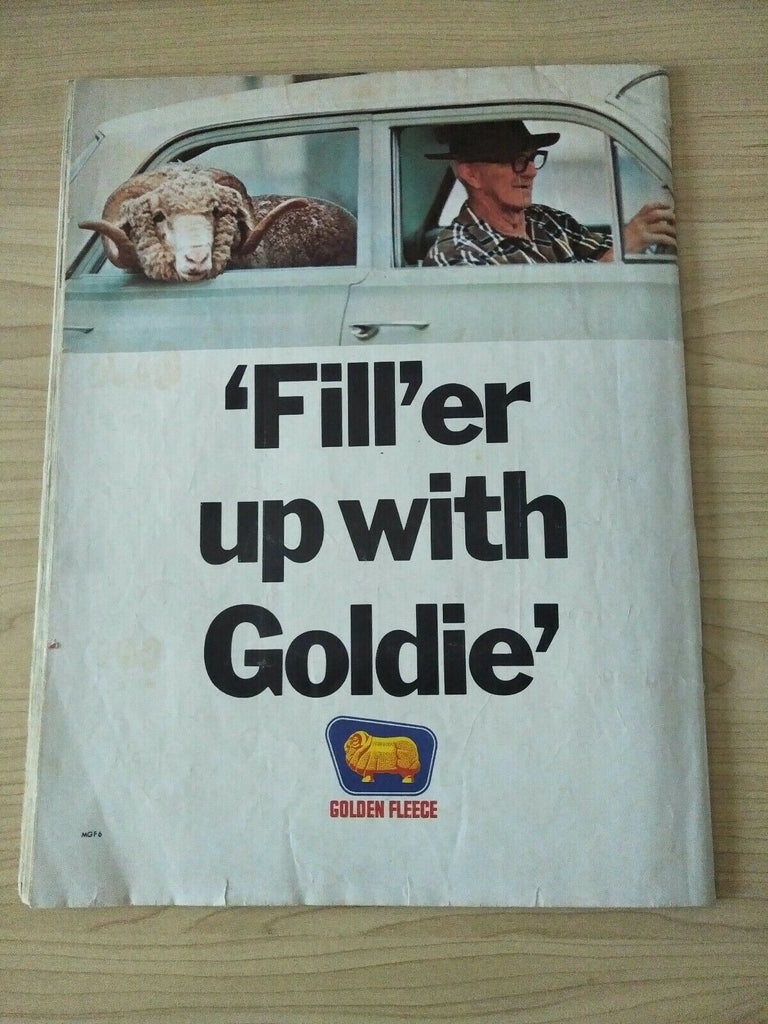 ‘Fill’er
up with
Goldie’
GOLDEN FLEECE
MGF6